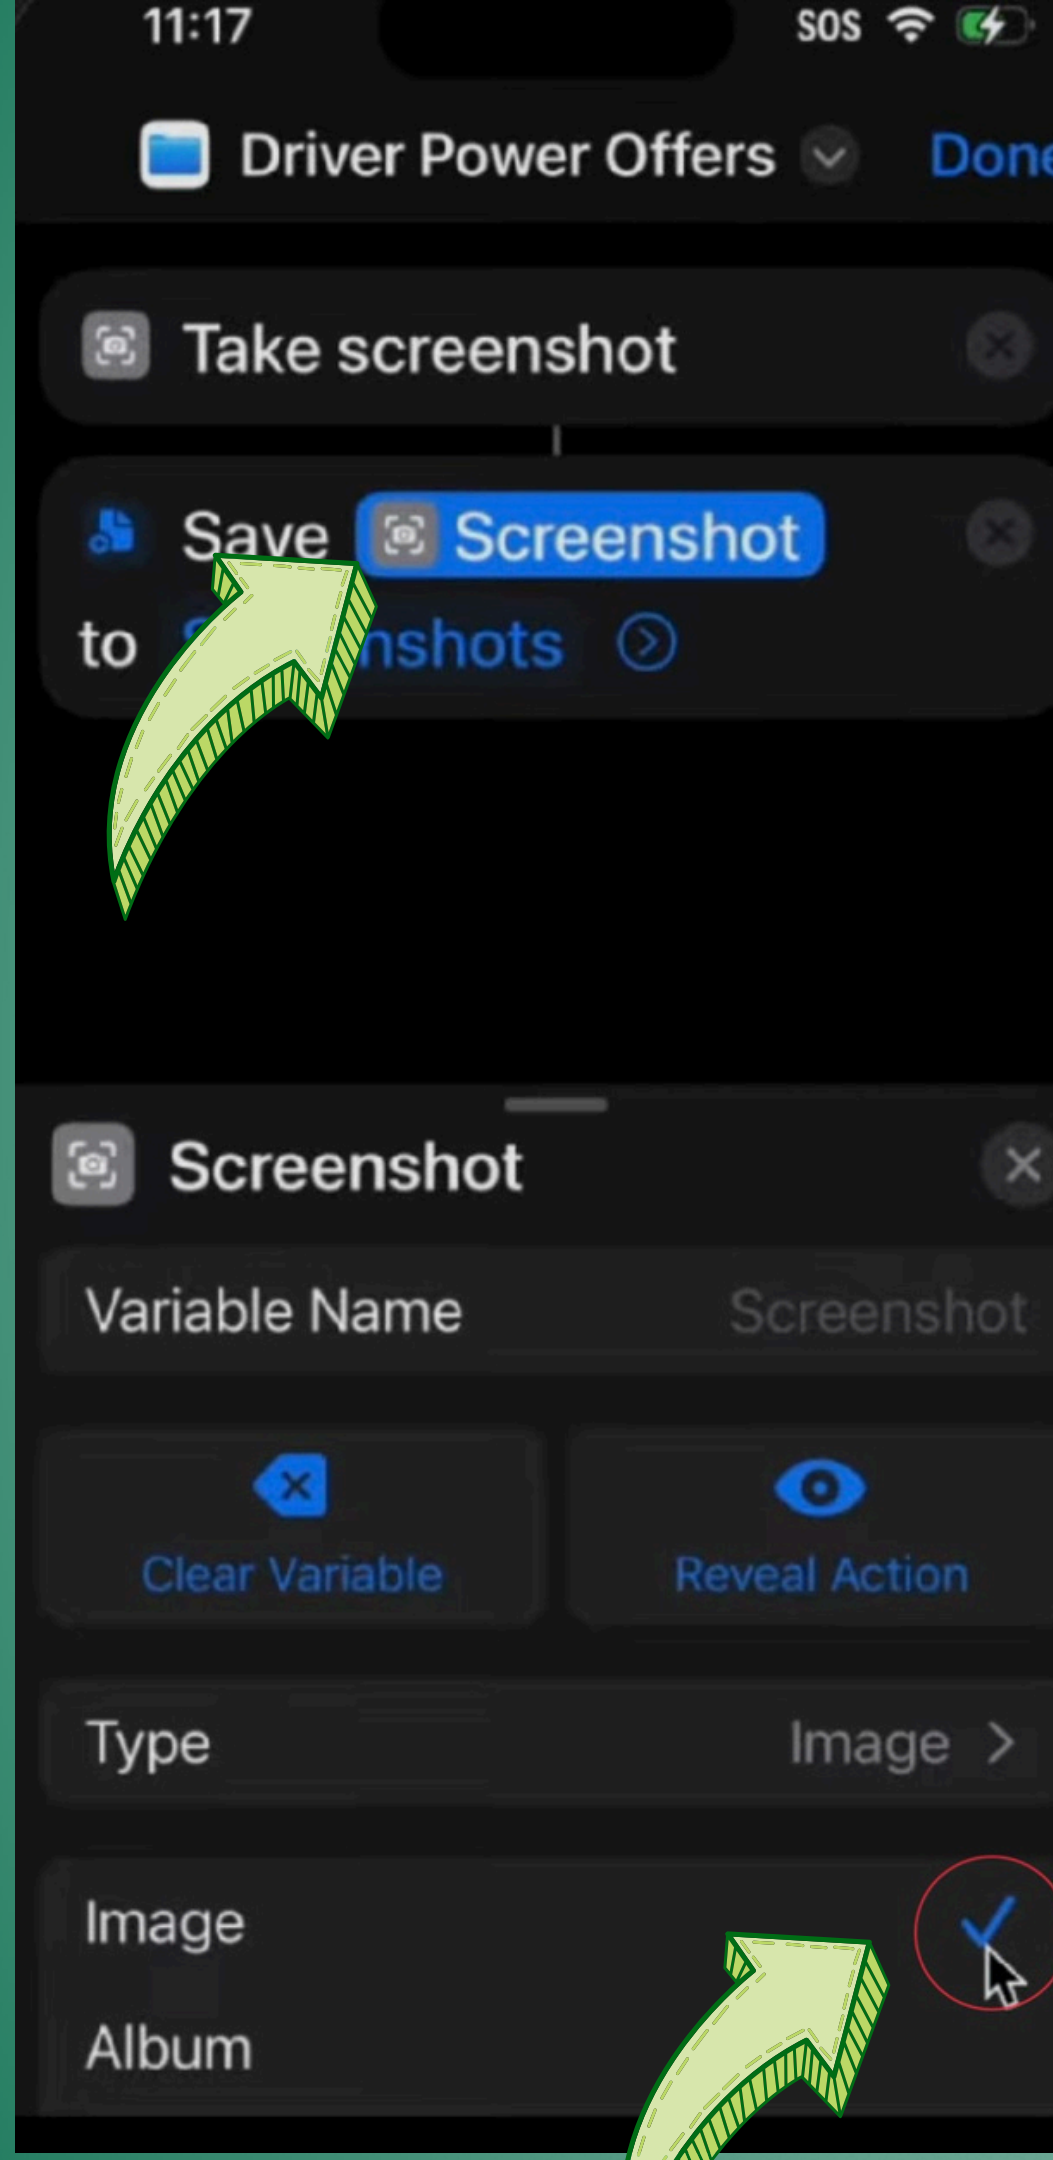 11:17 SOS
Driver Power Offers Done
Take screenshot
Save Screenshot
to
Screenshot
Variable Name Screenshot
Clear Variable Reveal Action
Type Image
Image
Album